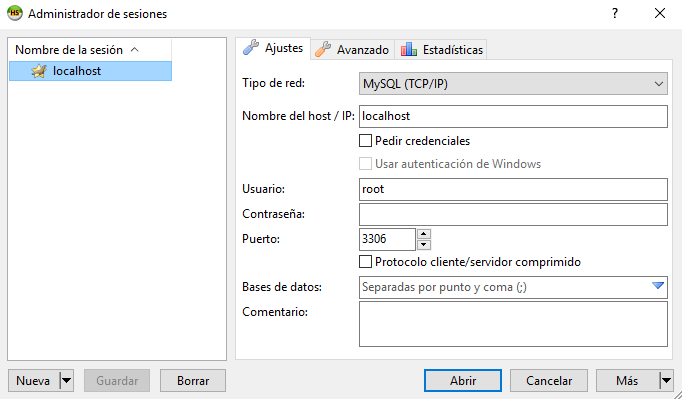 HS
Administrador de sesiones
Nombre de la sesión
localhost
Ajustes
Avanzado
Estadísticas
Tipo de red:
MySQL (TCP/IP)
Nombre del host / IP:
localhost
Pedir credenciales
Usar autenticación de Windows
Usuario:
root
Contraseña:
Puerto:
3306
Protocolo cliente/servidor comprimido
Bases de datos:
Separadas por punto y coma (;)
Comentario:
Nueva
Guardar
Borrar
Abrir
Cancelar
Más